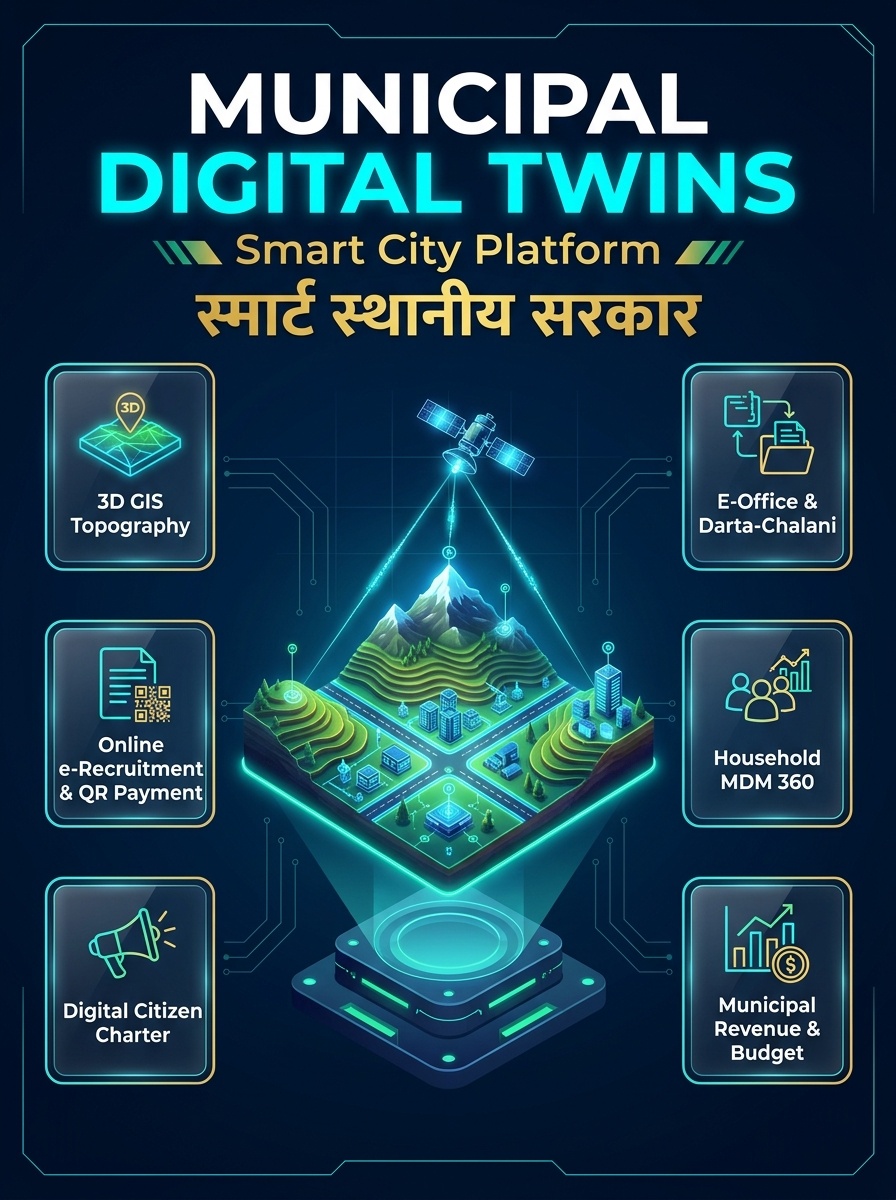 MUNICIPAL
DIGITAL TWINS
Smart City Platform
स्मार्ट स्थानीय सरकार
3D
3D GIS
Topography
E-Office &
Darta-Chalani
Online
e-Recruitment
& QR Payment
Household
MDM 360
Digital Citizen
Charter
$
Municipal
Revenue &
Budget